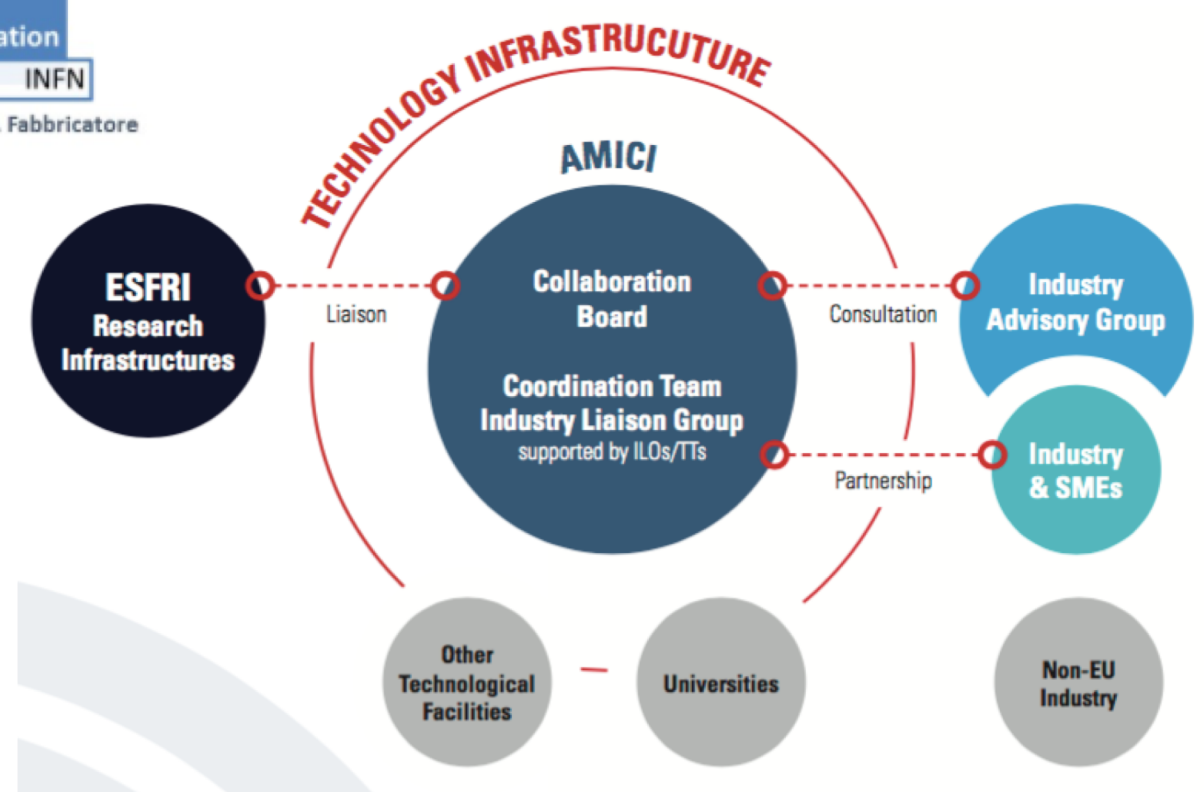 ation
INFN
. Fabbricatore
TECHNOLOGY INFRASTRUCUTURE
AMICI
ESFRI
Research
Infrastructures
Liaison
Collaboration
Board
Coordination Team
Industry Liaison Group
supported by ILOs/TTs
Consultation
Industry
Advisory Group
Partnership
Industry
& SMEs
Other
Technological
Facilities
Universities
Non-EU
Industry